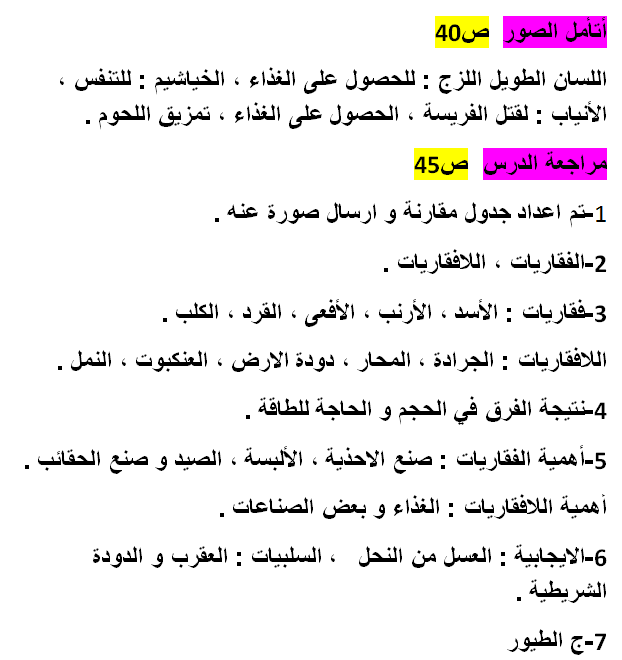 أتأمل الصور ص40
اللسان الطويل اللزج : للحصول على الغذاء ، الخياشيم : للتنفس ،
الأنياب : لقتل الفريسة ، الحصول على الغذاء ، تمزيق اللحوم .
مراجعة الدرس ص45
1-تم اعداد جدول مقارنة و ارسال صورة عنه .
2-الفقاريات ، اللافقاريات .
3-فقاريات : الأسد ، الأرنب ، الأفعى ، القرد ، الكلب .
اللافقاريات : الجرادة ، المحار ، دودة الارض ، العنكبوت ، النمل .
4-نتيجة الفرق في الحجم و الحاجة للطاقة .
5-أهمية الفقاريات : صنع الاحذية ، الألبسة ، الصيد و صنع الحقائب .
أهمية اللافقاريات : الغذاء و بعض الصناعات .
6-الايجابية : العسل من النحل ، السلبيات : العقرب و الدودة
الشريطية .
7-ج الطيور